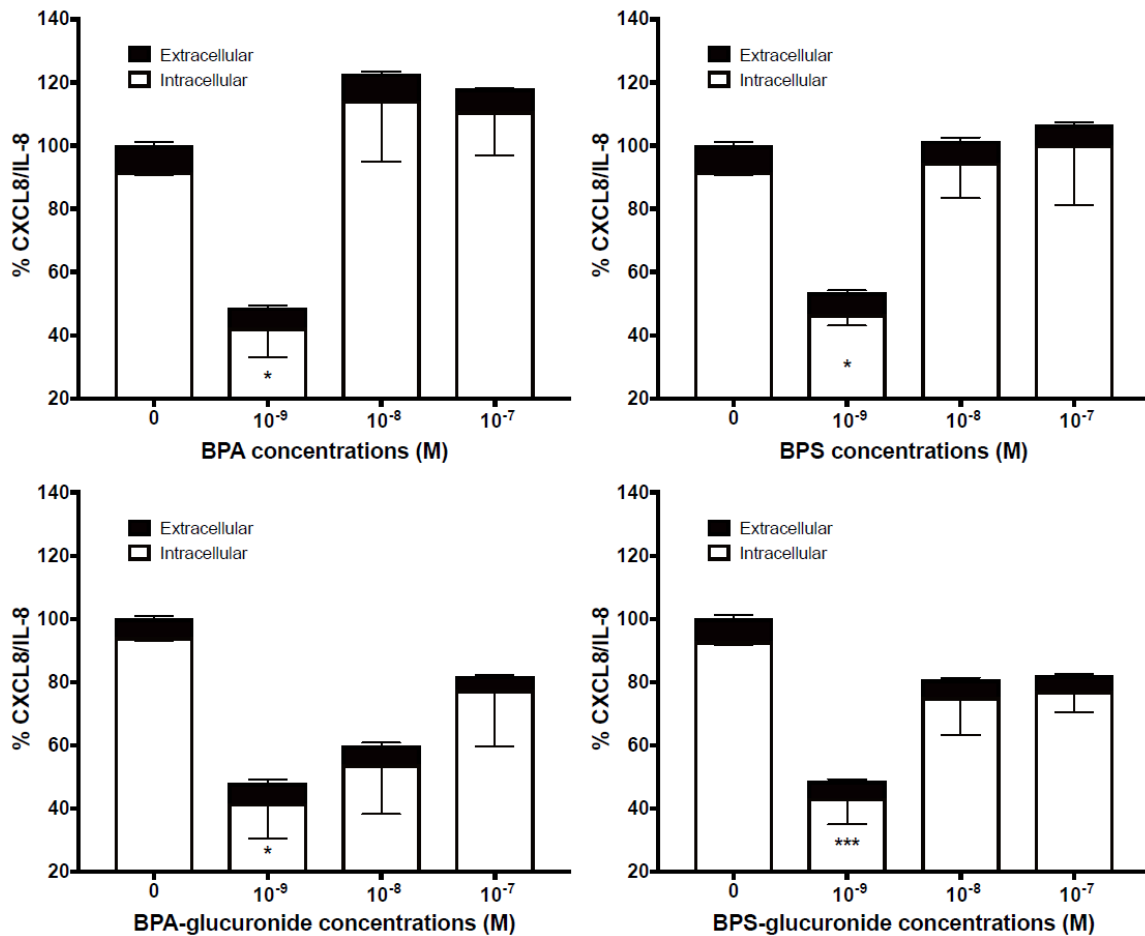 140
120
100
80
60
40
20
% CXCL8/IL-8
Extracellular
Intracellular
*
0 10⁻⁹ 10⁻⁸ 10⁻⁷
BPA concentrations (M)
140
120
100
80
60
40
20
% CXCL8/IL-8
Extracellular
Intracellular
*
0 10⁻⁹ 10⁻⁸ 10⁻⁷
BPS concentrations (M)
140
120
100
80
60
40
20
% CXCL8/IL-8
Extracellular
Intracellular
*
0 10⁻⁹ 10⁻⁸ 10⁻⁷
BPA-glucuronide concentrations (M)
140
120
100
80
60
40
20
% CXCL8/IL-8
Extracellular
Intracellular
***
0 10⁻⁹ 10⁻⁸ 10⁻⁷
BPS-glucuronide concentrations (M)